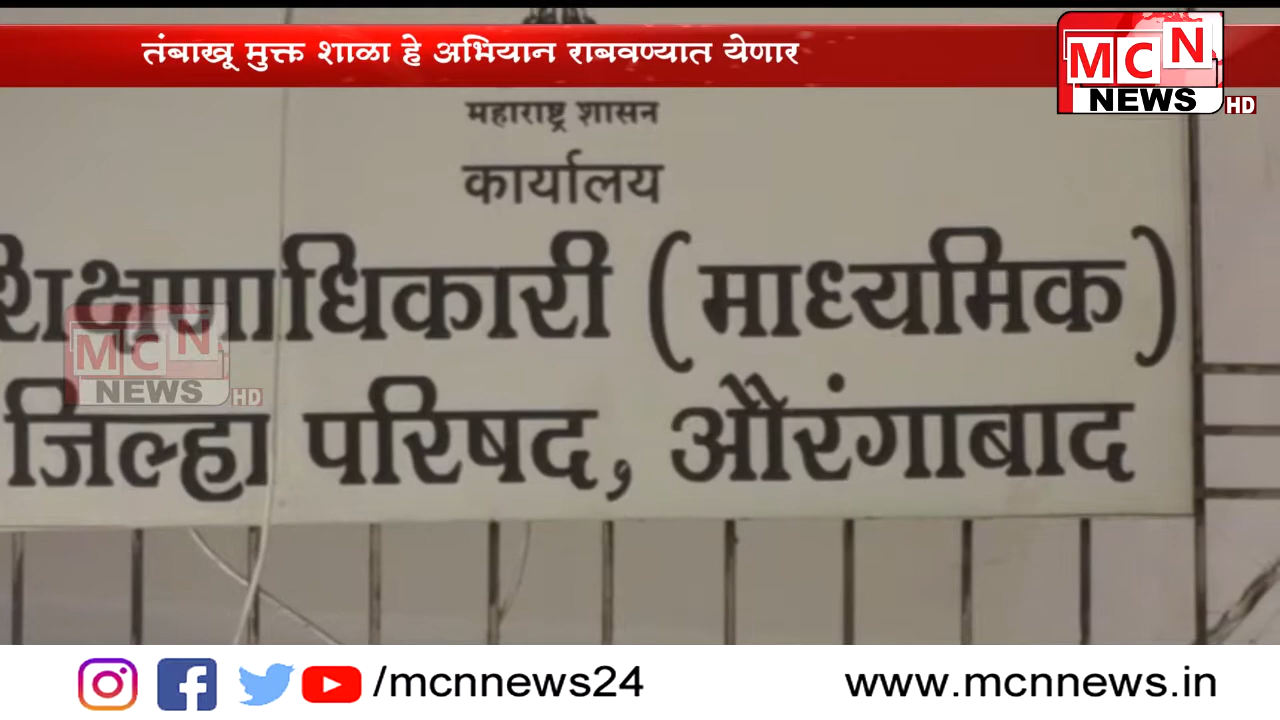 तंबाखू मुक्त शाळा हे अभियान राबवण्यात येणार
MCN
NEWS HD
महाराष्ट्र शासन
कार्यालय
शिक्षणाधिकारी (माध्यमिक)
MCN
NEWS HD
जिल्हा परिषद, औरंगाबाद
/mcnnews24 www.mcnnews.in